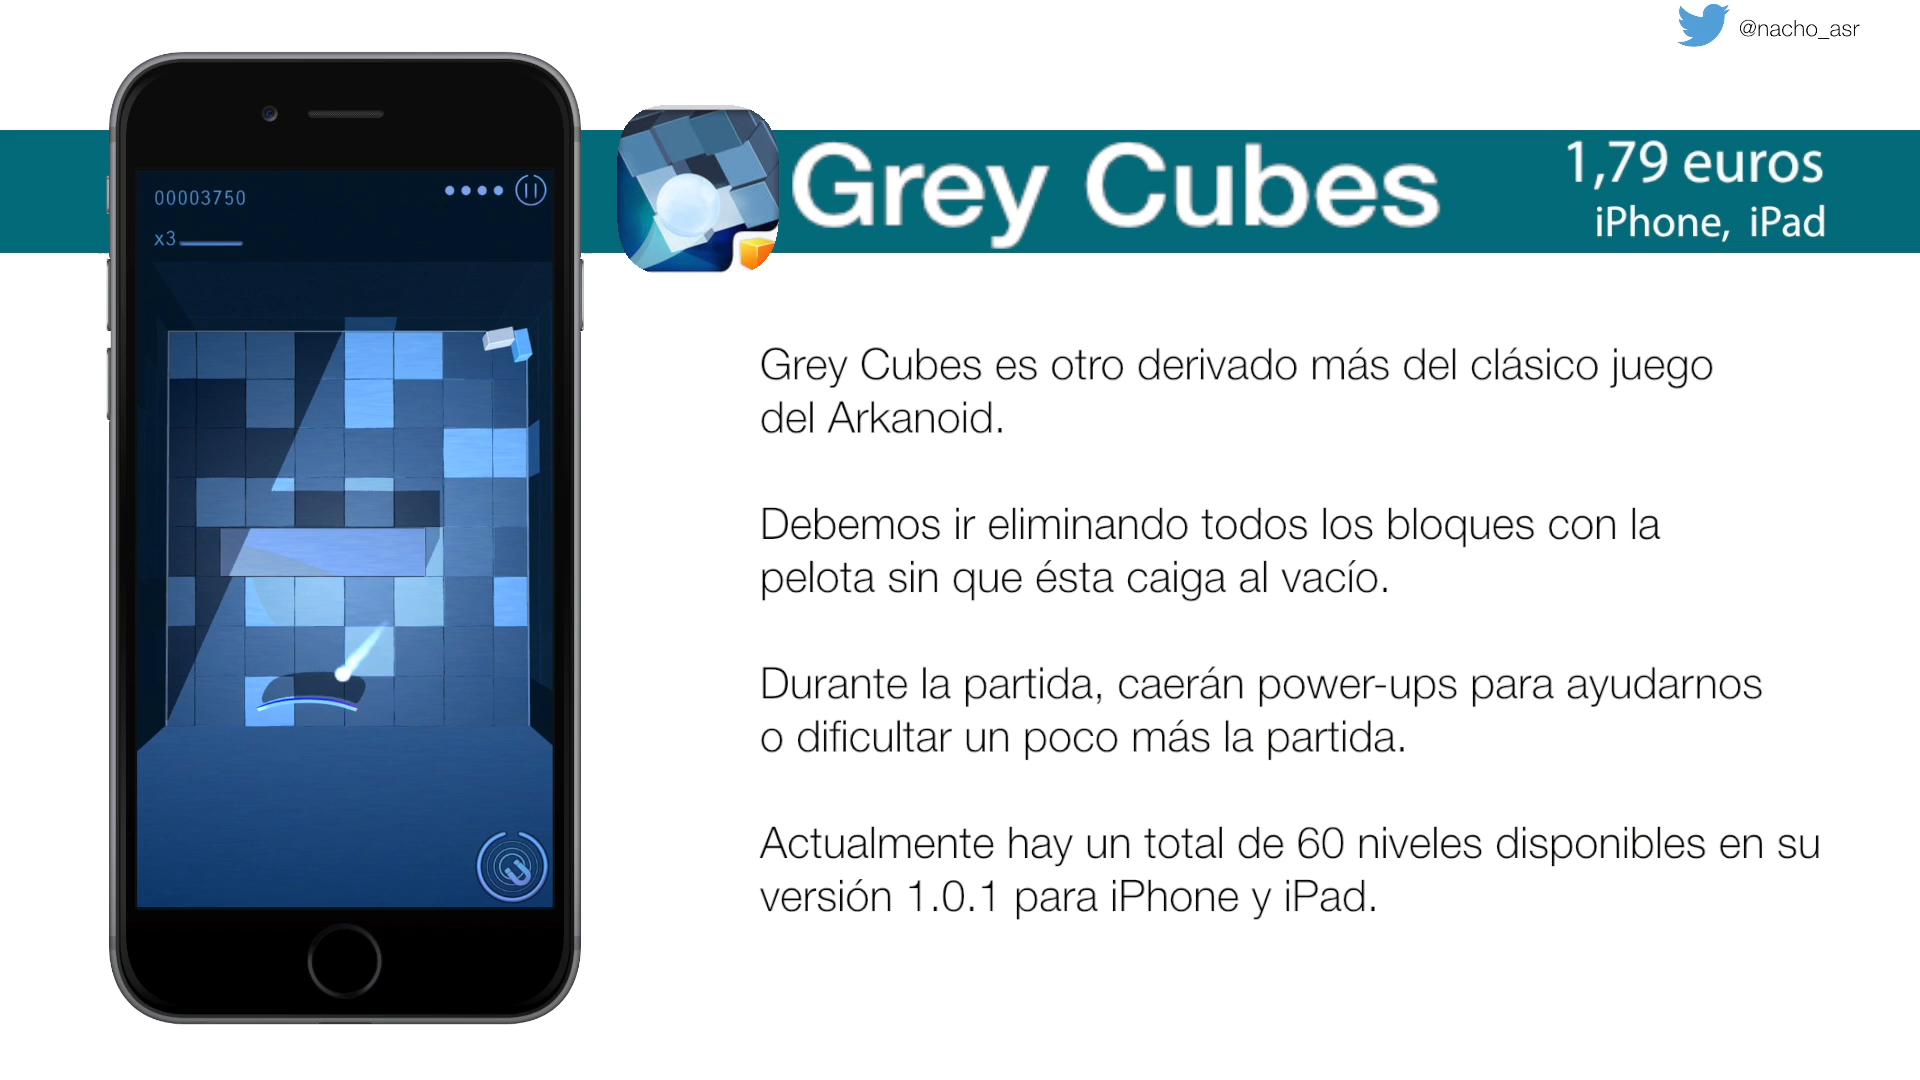 @nacho_asr
Grey Cubes
1,79 euros
iPhone, iPad
00003750
x3
Grey Cubes es otro derivado más del clásico juego
del Arkanoid.
Debemos ir eliminando todos los bloques con la
pelota sin que ésta caiga al vacío.
Durante la partida, caerán power-ups para ayudarnos
o dificultar un poco más la partida.
Actualmente hay un total de 60 niveles disponibles en su
versión 1.0.1 para iPhone y iPad.